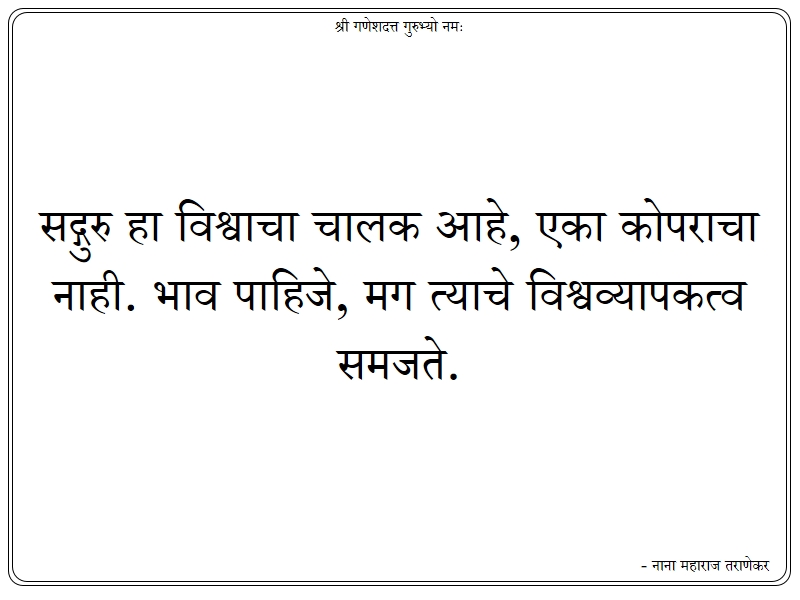 श्री गणेशदत्त गुरुभ्यो नमः
सद्गुरु हा विश्वाचा चालक आहे, एका कोपराचा
नाही. भाव पाहिजे, मग त्याचे विश्वव्यापकत्व
समजते.
- नाना महाराज तराणेकर